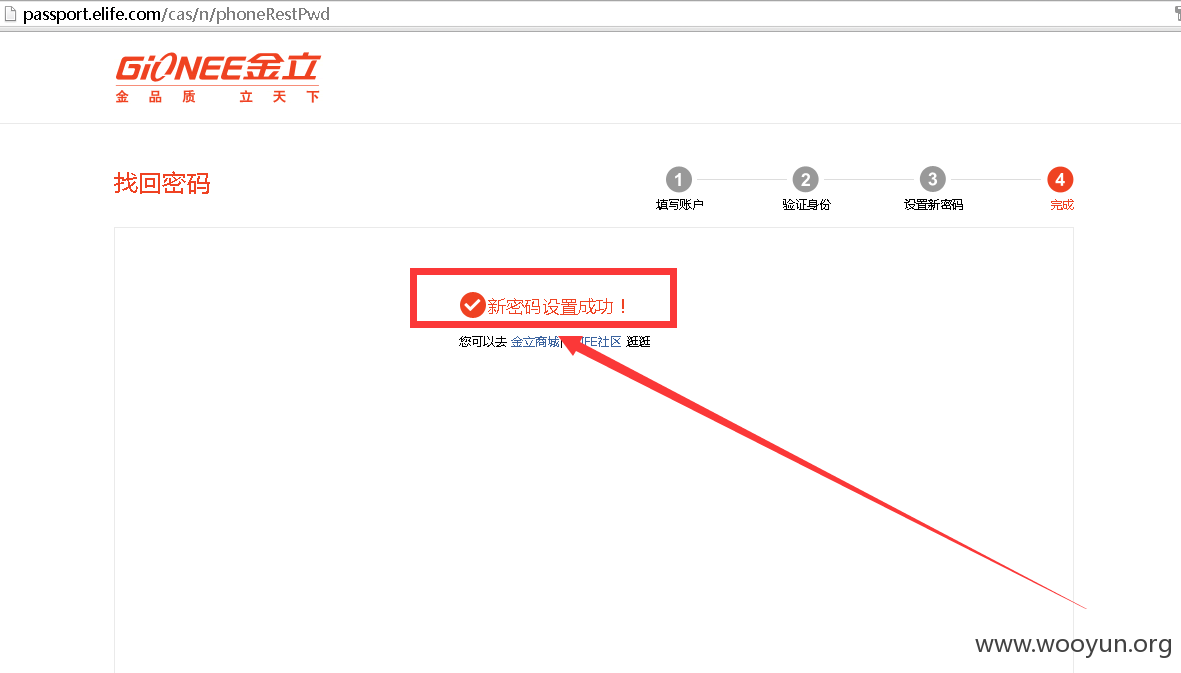 passport.elife.com/cas/n/phoneRestPwd
GiONEE金立
金品质 立天下
找回密码
1 2 3 4
填写账户 验证身份 设置新密码 完成
新密码设置成功！
您可以去 金立商城 IFE社区 逛逛
www.wooyun.org